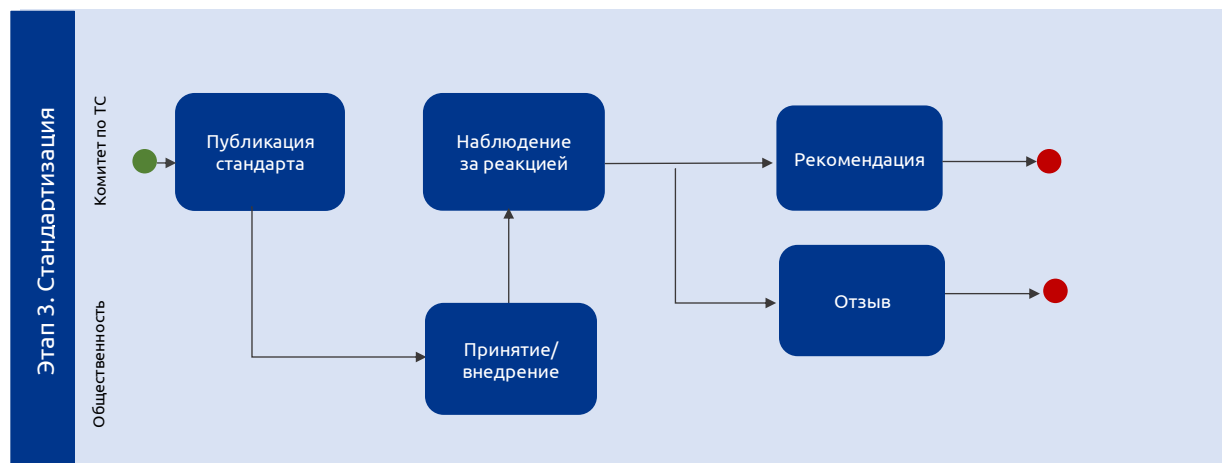 Этап 3. Стандартизация
Комитет по ТС
Общественность
Публикация
стандарта
Наблюдение
за реакцией
Рекомендация
Отзыв
Принятие/
внедрение